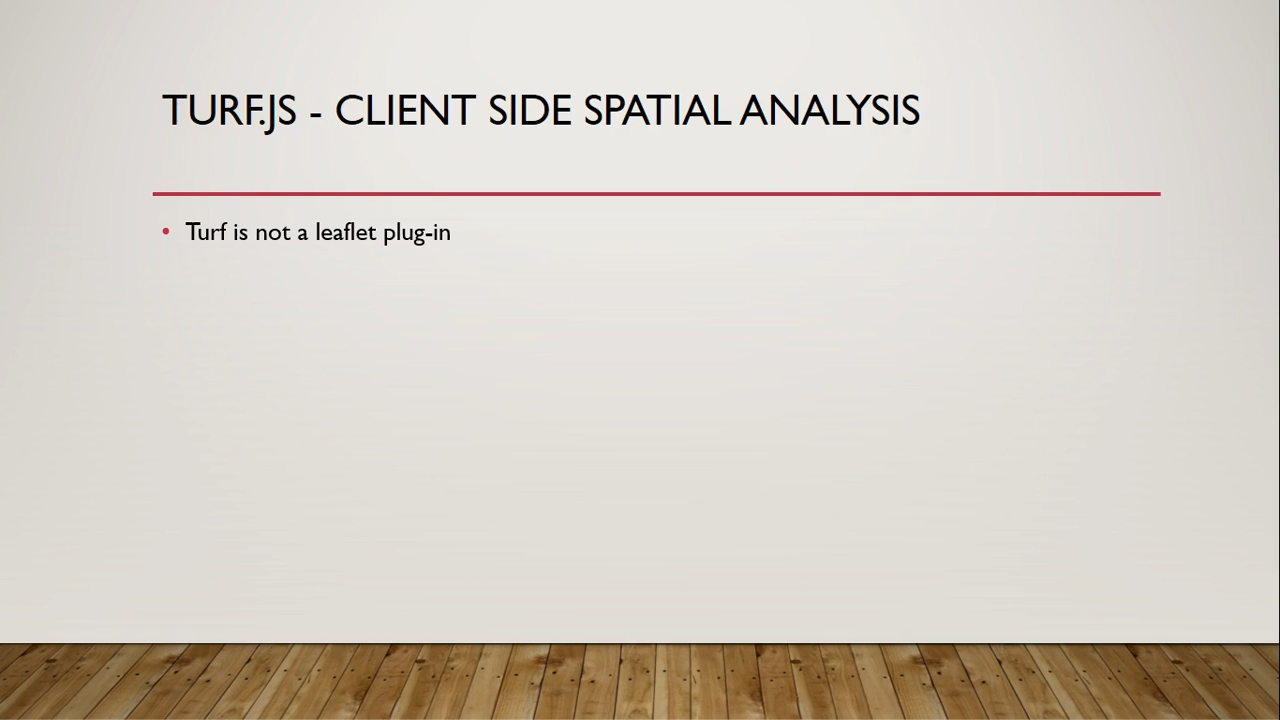 TURF.JS - CLIENT SIDE SPATIAL ANALYSIS
• Turf is not a leaflet plug-in